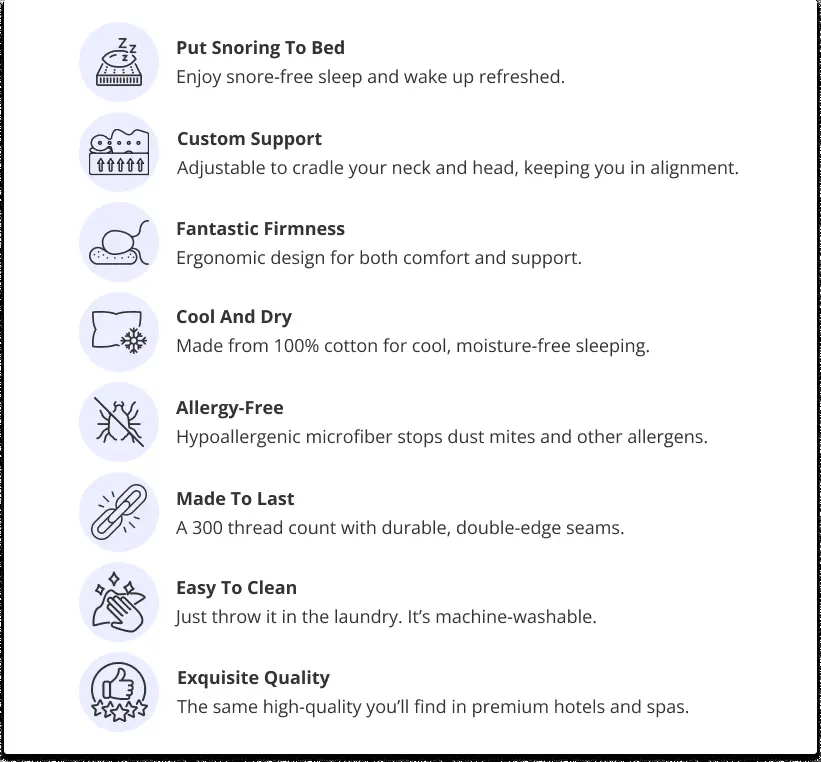 Put Snoring To Bed
Enjoy snore-free sleep and wake up refreshed.
Custom Support
Adjustable to cradle your neck and head, keeping you in alignment.
Fantastic Firmness
Ergonomic design for both comfort and support.
Cool And Dry
Made from 100% cotton for cool, moisture-free sleeping.
Allergy-Free
Hypoallergenic microfiber stops dust mites and other allergens.
Made To Last
A 300 thread count with durable, double-edge seams.
Easy To Clean
Just throw it in the laundry. It’s machine-washable.
Exquisite Quality
The same high-quality you’ll find in premium hotels and spas.